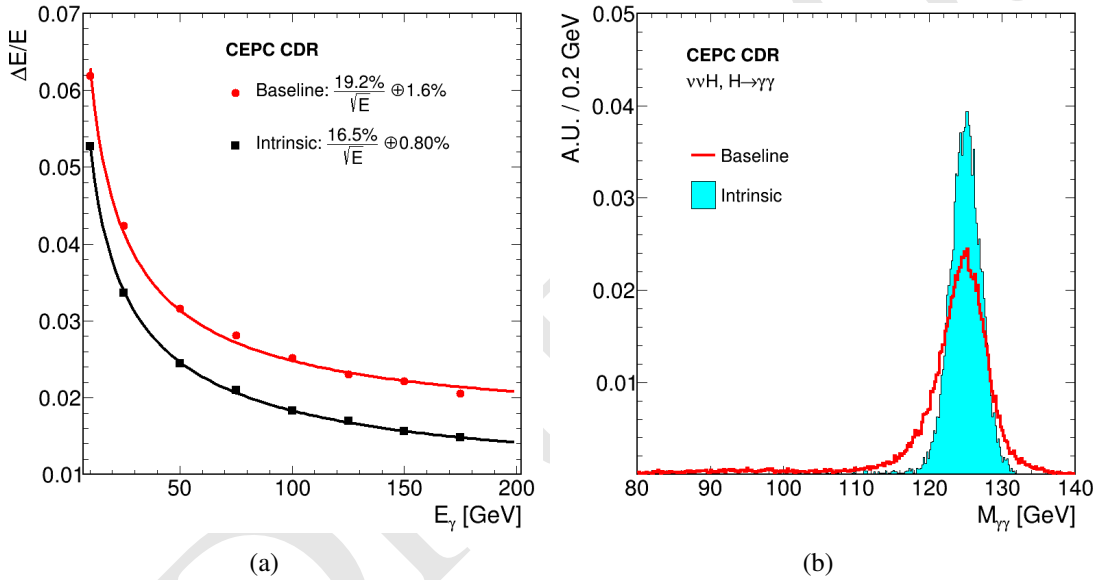 0.07
0.06
0.05
0.04
0.03
0.02
0.01
ΔE/E
CEPC CDR
Baseline: 19.2%/√E ⊕1.6%
Intrinsic: 16.5%/√E ⊕0.80%
50 100 150 200
E_γ [GeV]
(a)
0.05
0.04
0.03
0.02
0.01
A.U. / 0.2 GeV
CEPC CDR
ννH, H→γγ
Baseline
Intrinsic
80 90 100 110 120 130 140
M_γγ [GeV]
(b)